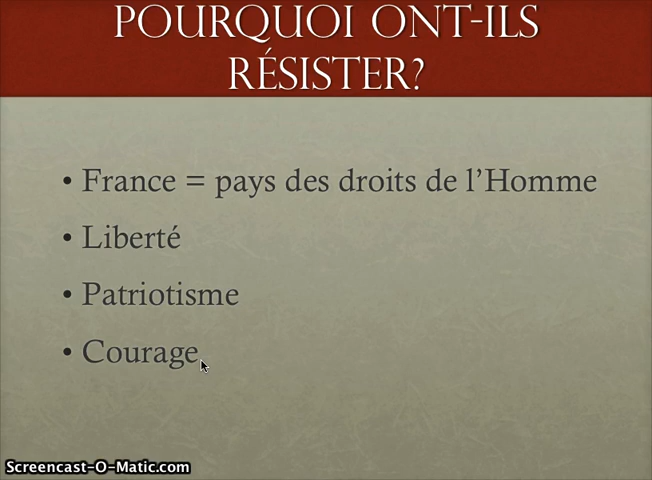 POURQUOI ONT-ILS
RÉSISTER?
• France = pays des droits de l'Homme
• Liberté
• Patriotisme
• Courage
Screencast-O-Matic.com